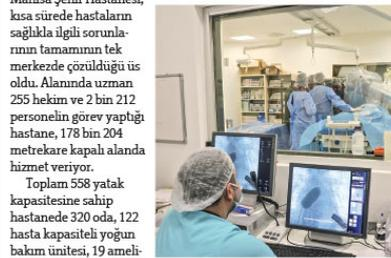 Manisa Şehir Hastanesi,
kısa sürede hastaların
sağlıkla ilgili sorunla-
rının tamamının tek
merkezde çözüldüğü üs
oldu. Alanında uzman
255 hekim ve 2 bin 212
personelin görev yaptığı
hastane, 178 bin 204
metrekare kapalı alanda
hizmet veriyor.
Toplam 558 yatak
kapasitesine sahip
hastanede 320 oda, 122
hasta kapasiteli yoğun
bakım ünitesi, 19 ameli-